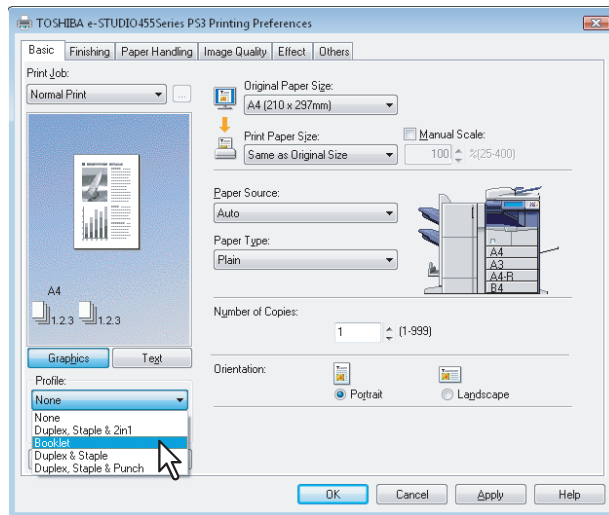 TOSHIBA e-STUDIO455Series PS3 Printing Preferences
Basic Finishing Paper Handling Image Quality Effect Others
Print Job:
Normal Print
...
A4
1.2.3 1.2.3
Graphics Text
Profile:
None
None
Duplex, Staple & 2in1
Booklet
Duplex & Staple
Duplex, Staple & Punch
Original Paper Size:
A4 (210 x 297mm)
Print Paper Size:
Same as Original Size
Manual Scale:
100 %(25-400)
Paper Source:
Auto
Paper Type:
Plain
A4
A3
A4-R
B4
Number of Copies:
1 (1-999)
Orientation:
Portrait Landscape
OK Cancel Apply Help